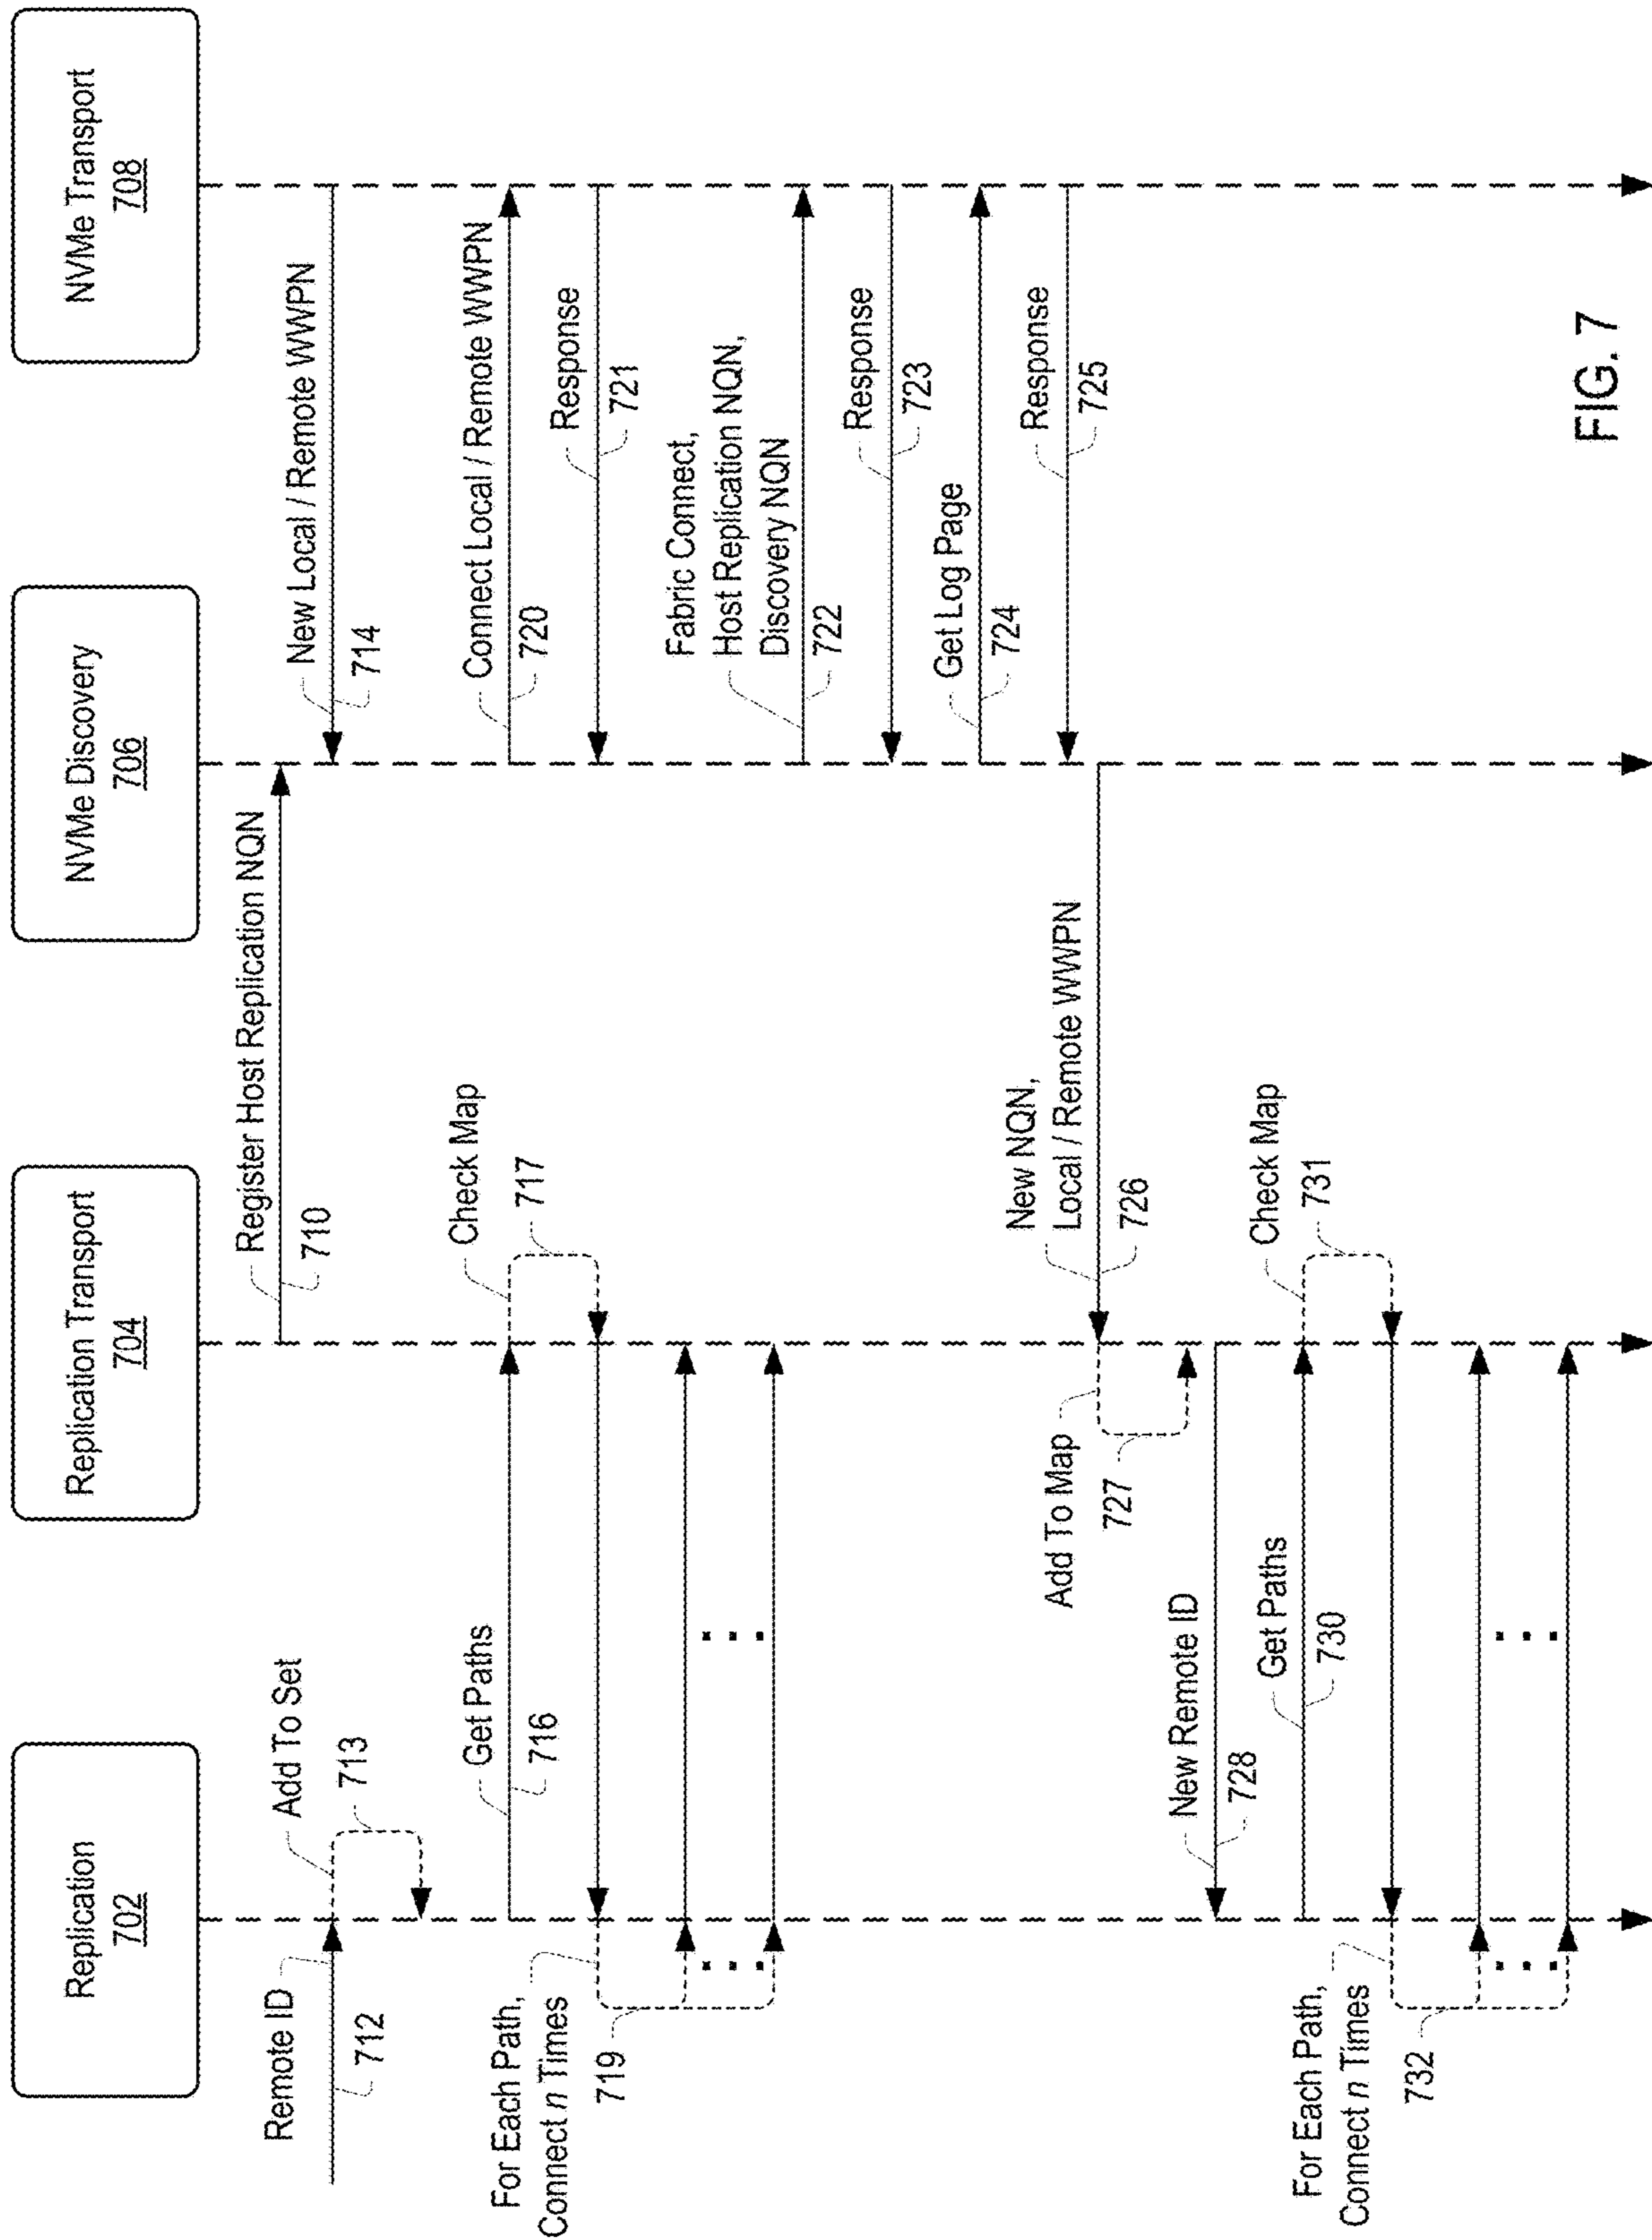 Replication
702
Replication Transport
704
NVMe Discovery
706
NVMe Transport
708
Register Host Replication NQN
710
Remote ID
712
Add To Set
713
New Local / Remote WWPN
714
Get Paths
716
Check Map
717
For Each Path,
Connect n Times
719
Connect Local / Remote WWPN
720
Response
721
Fabric Connect,
Host Replication NQN,
Discovery NQN
722
Response
723
Get Log Page
724
Response
725
New NQN,
Local / Remote WWPN
726
Add To Map
727
New Remote ID
728
Get Paths
730
Check Map
731
For Each Path,
Connect n Times
732
FIG. 7